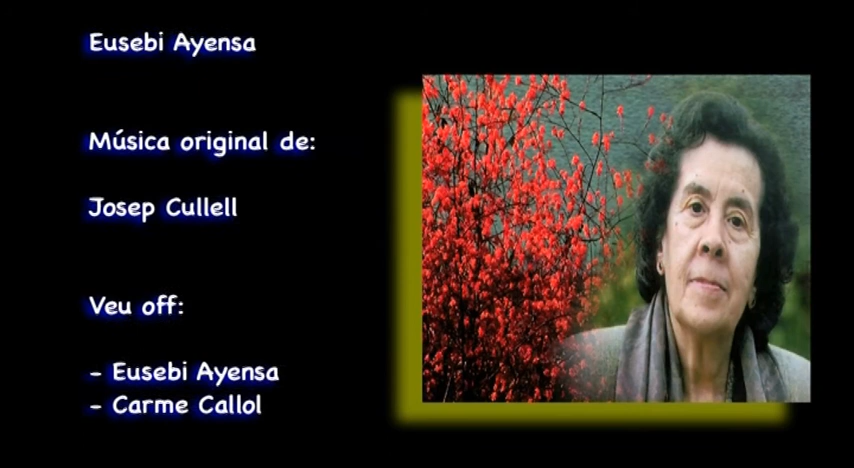 Eusebi Ayensa
Música original de:
Josep Cullell
Veu off:
- Eusebi Ayensa
- Carme Callol